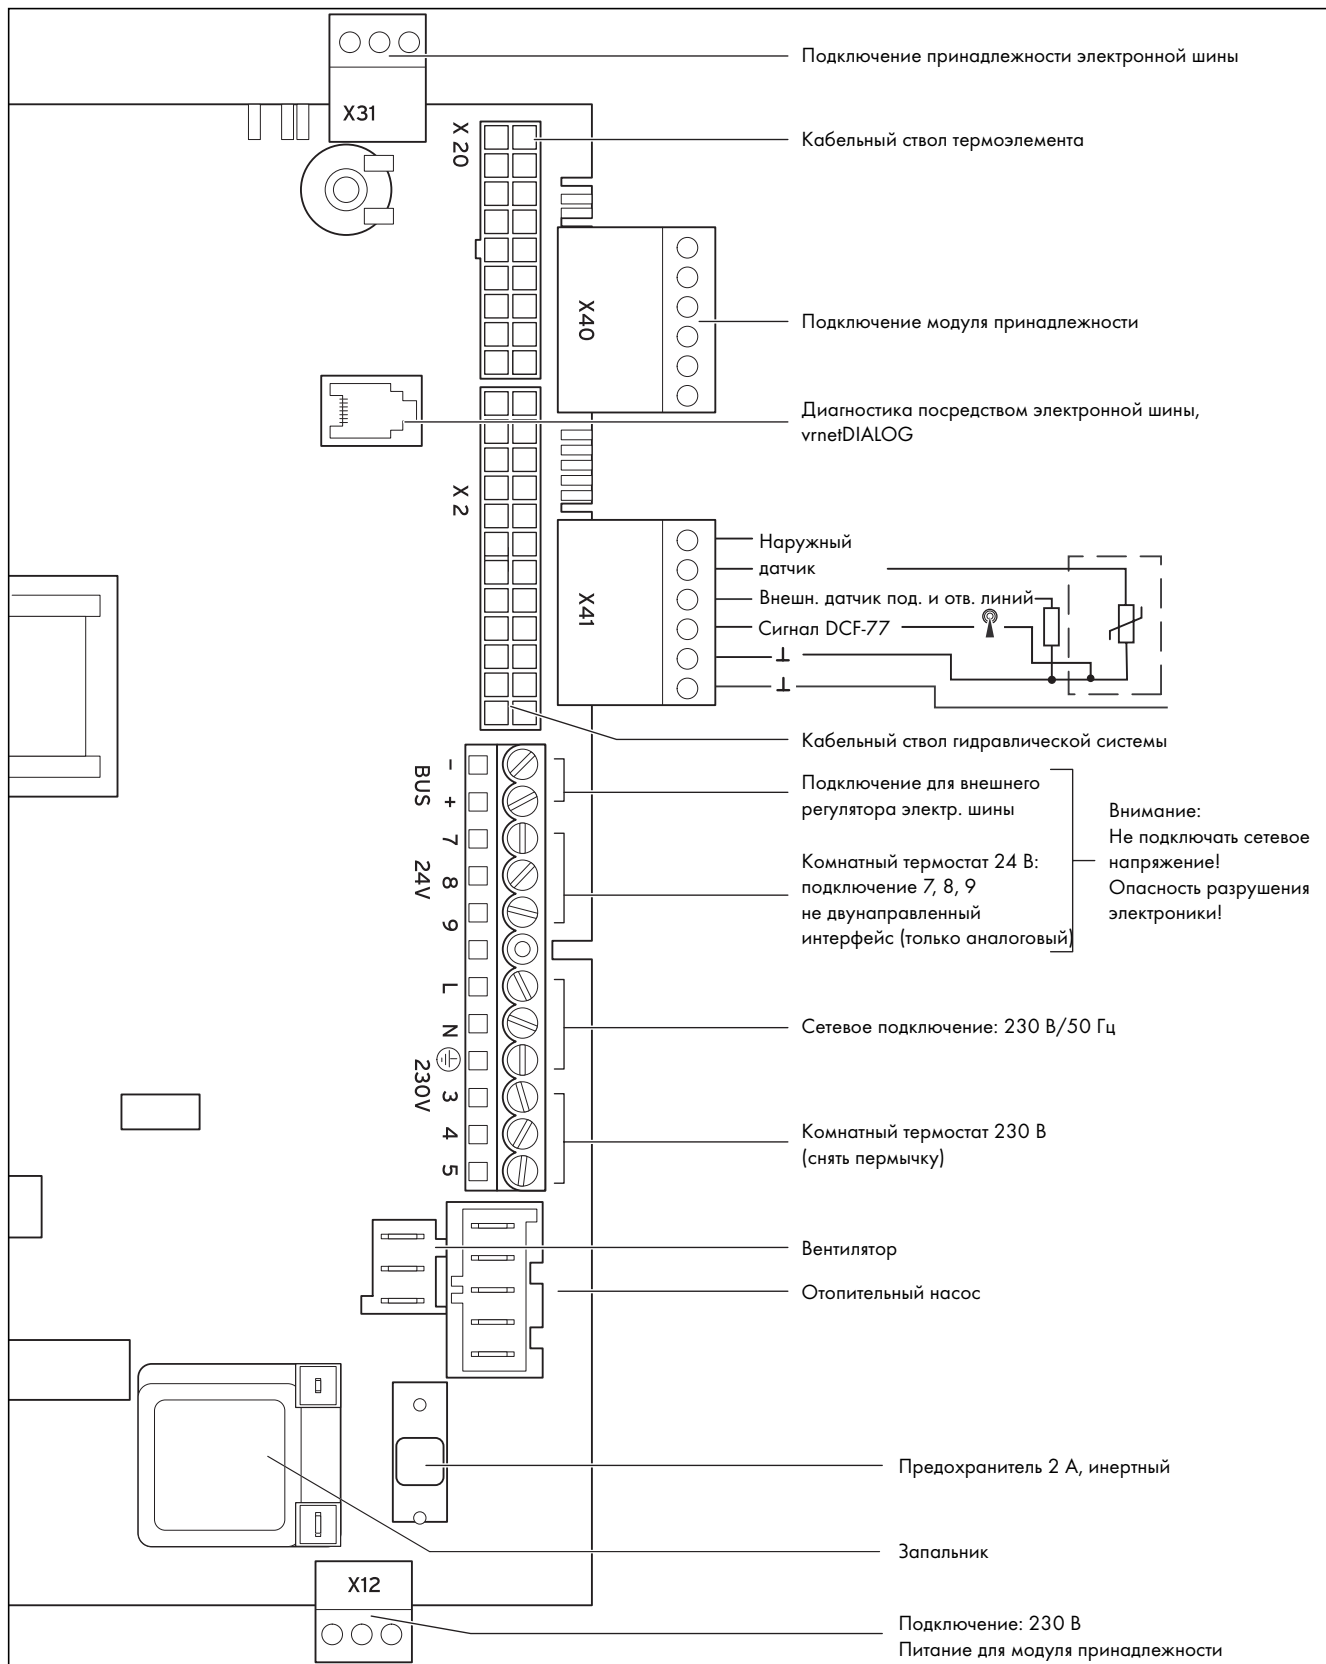 Подключение принадлежности электронной шины
X31
X 20
Кабельный ствол термоэлемента
X40
Подключение модуля принадлежности
Диагностика посредством электронной шины,
vrnetDIALOG
X 2
X41
Наружный
датчик
Внешн. датчик под. и отв. линий
Сигнал DCF-77
Кабельный ствол гидравлической системы
BUS
-
+
Подключение для внешнего
регулятора электр. шины
24V
7
8
9
Комнатный термостат 24 В:
подключение 7, 8, 9
не двунаправленный
интерфейс (только аналоговый)
Внимание:
Не подключать сетевое
напряжение!
Опасность разрушения
электроники!
L
N
Сетевое подключение: 230 В/50 Гц
230V
3
4
5
Комнатный термостат 230 В
(снять пермычку)
Вентилятор
Отопительный насос
Предохранитель 2 А, инертный
Запальник
X12
Подключение: 230 В
Питание для модуля принадлежности